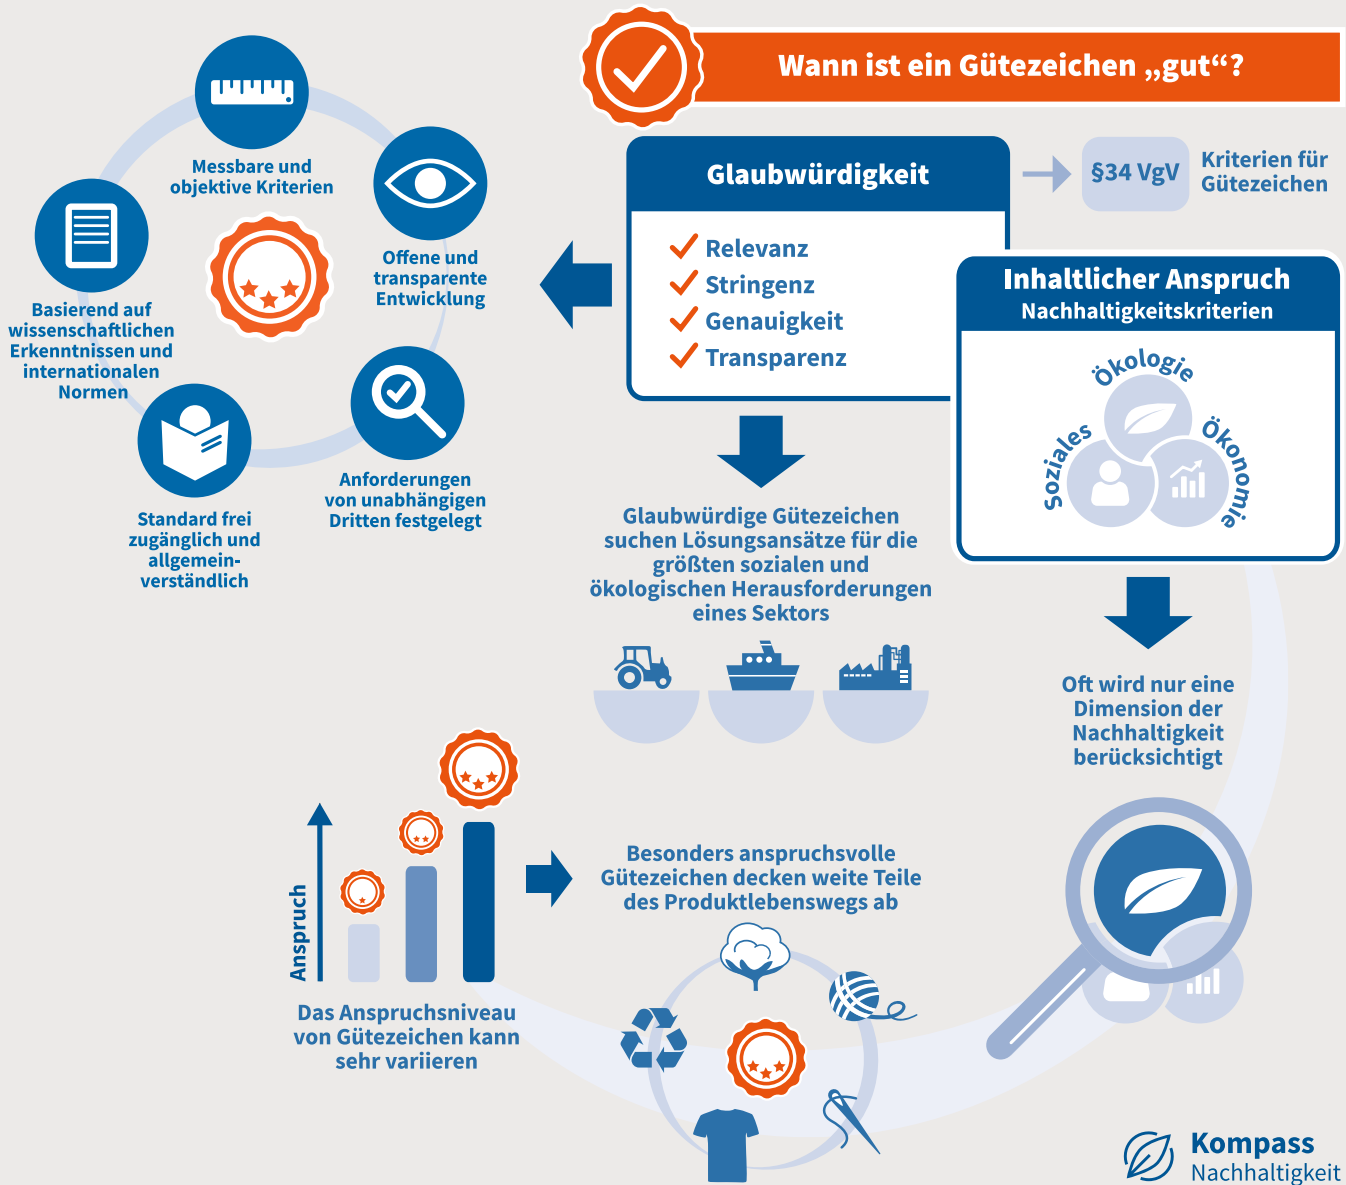 Wann ist ein Gütezeichen „gut“?
Glaubwürdigkeit
Relevanz
Stringenz
Genauigkeit
Transparenz
§34 VgV
Kriterien für
Gütezeichen
Inhaltlicher Anspruch
Nachhaltigkeitskriterien
Ökologie
Soziales
Ökonomie
Messbare und
objektive Kriterien
Offene und
transparente
Entwicklung
Anforderungen
von unabhängigen
Dritten festgelegt
Standard frei
zugänglich und
allgemein-
verständlich
Basierend auf
wissenschaftlichen
Erkenntnissen und
internationalen
Normen
Glaubwürdige Gütezeichen
suchen Lösungsansätze für die
größten sozialen und
ökologischen Herausforderungen
eines Sektors
Oft wird nur eine
Dimension der
Nachhaltigkeit
berücksichtigt
Anspruch
Das Anspruchsniveau
von Gütezeichen kann
sehr variieren
Besonders anspruchsvolle
Gütezeichen decken weite Teile
des Produktlebenswegs ab
Kompass
Nachhaltigkeit